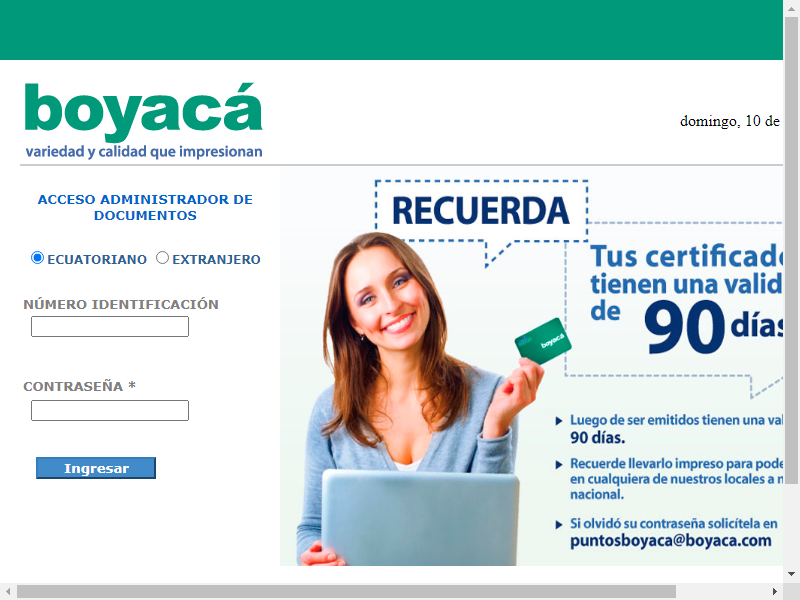 boyacá
variedad y calidad que impresionan
domingo, 10 de
ACCESO ADMINISTRADOR DE
DOCUMENTOS
ECUATORIANO EXTRANJERO
NÚMERO IDENTIFICACIÓN
CONTRASEÑA *
Ingresar
RECUERDA
Tus certificado
tienen una valid
de 90 días
boyacá
Luego de ser emitidos tienen una val
90 días.
Recuerde llevarlo impreso para pode
en cualquiera de nuestros locales a n
nacional.
Si olvidó su contraseña solicítela en
puntosboyaca@boyaca.com